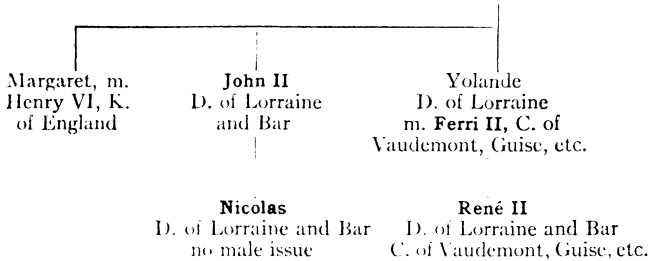 Margaret, m.
Henry VI, K.
of England
John II
D. of Lorraine
and Bar
Yolande
D. of Lorraine
m. Ferri II, C. of
Vaudemont, Guise, etc.
Nicolas
D. of Lorraine and Bar
no male issue
René II
D. of Lorraine and Bar
C. of Vaudemont, Guise, etc.